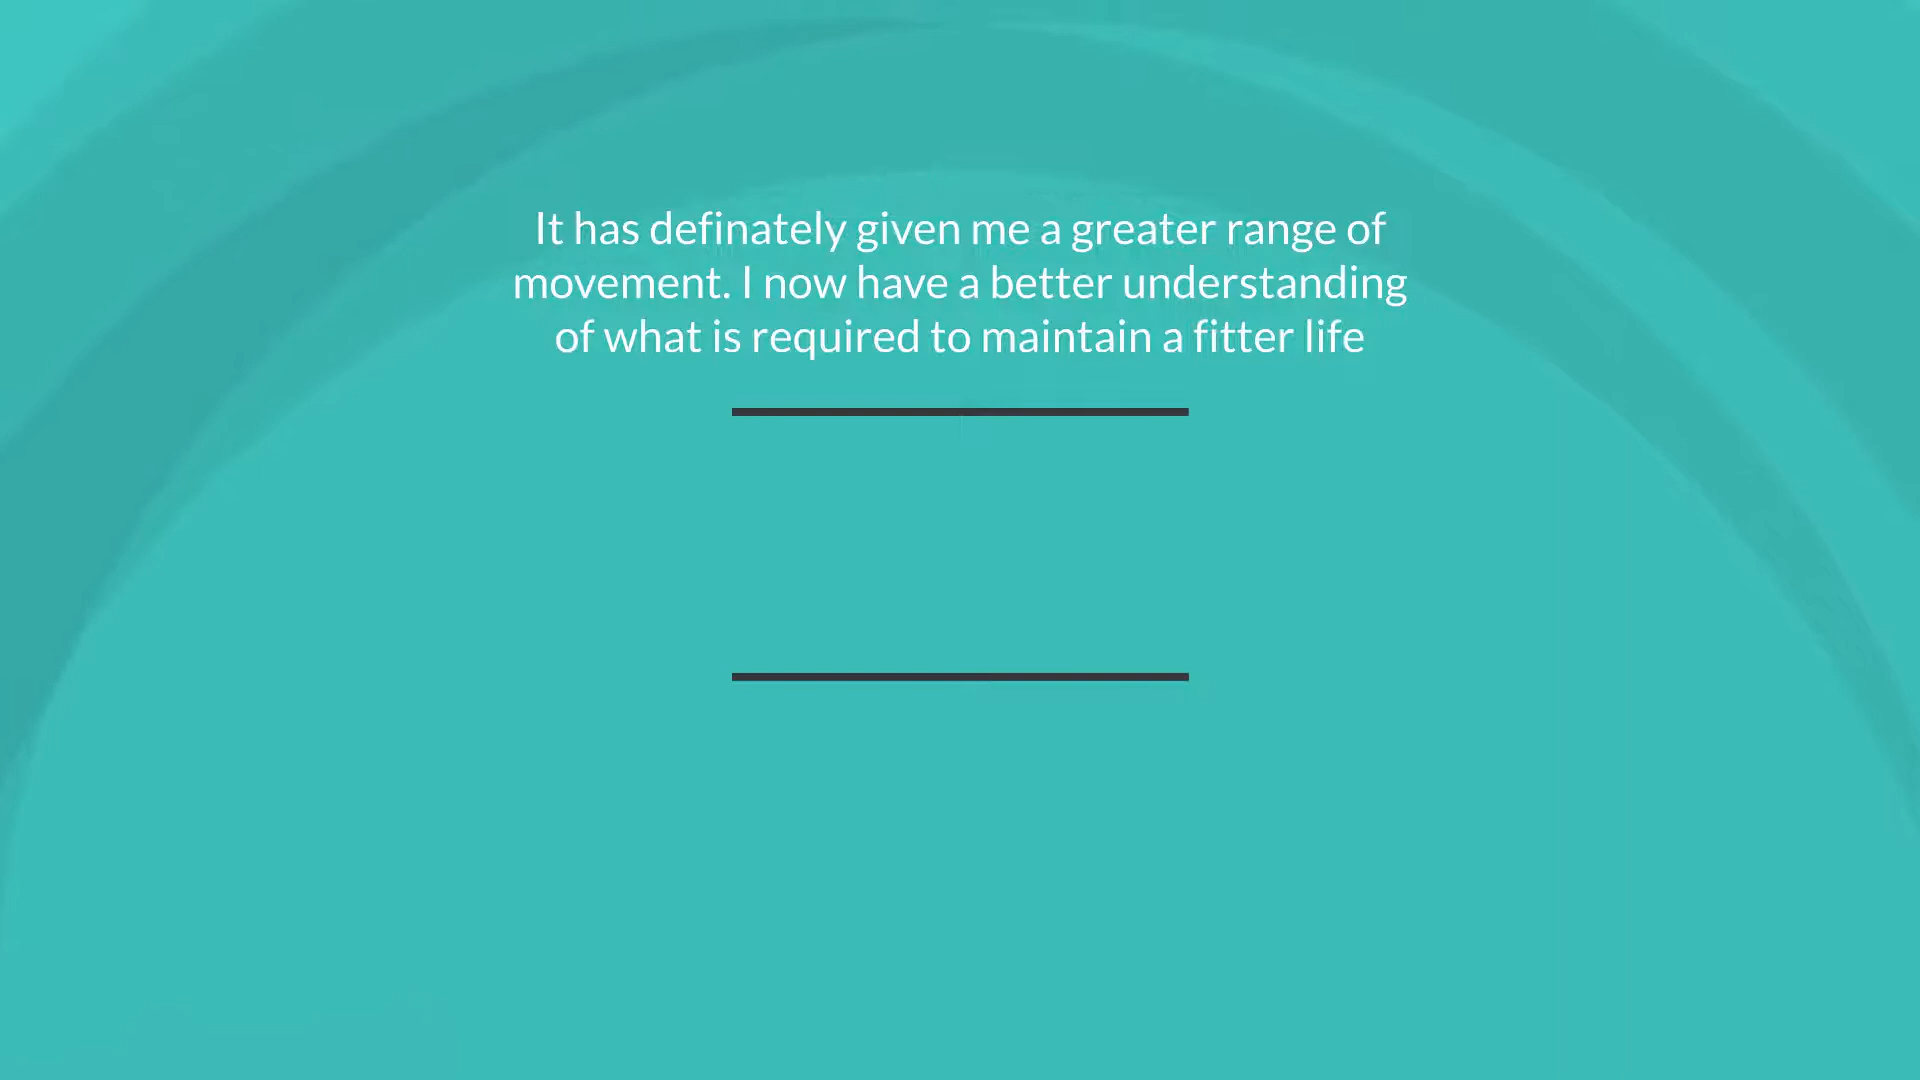 It has definately given me a greater range of
movement. I now have a better understanding
of what is required to maintain a fitter life